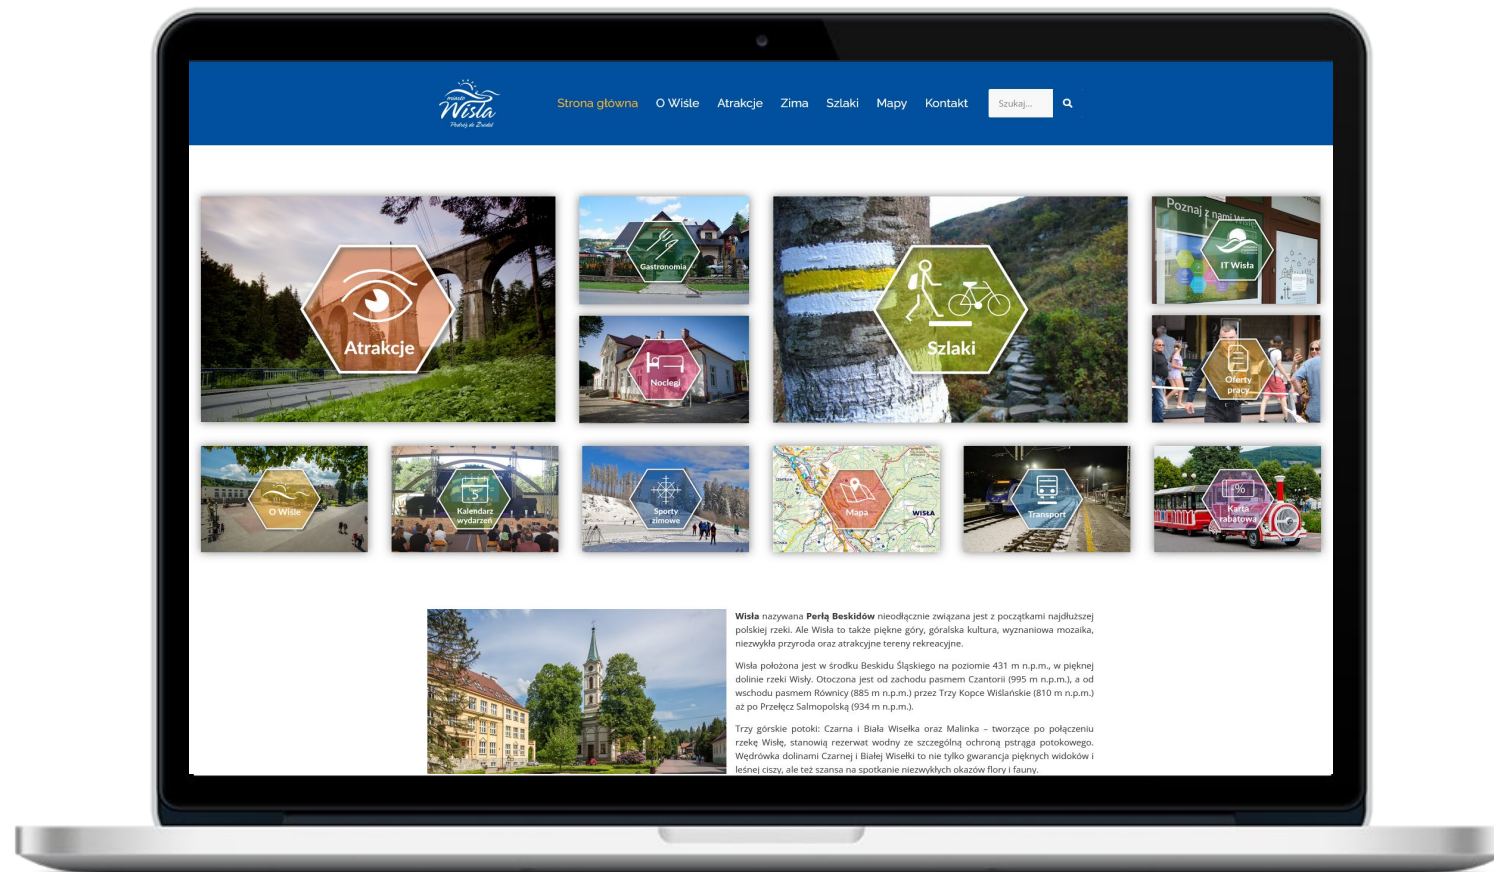 miasto
Wisła
Podróż do Źródeł
Strona główna O Wiśle Atrakcje Zima Szlaki Mapy Kontakt Szukaj...
Atrakcje
Gastronomia
Noclegi
Szlaki
Poznaj z nami Wisłę
IT Wisła
Oferty
pracy
O Wiśle
Kalendarz
wydarzeń
Sporty
zimowe
Mapa
WISŁA
Transport
Karta
rabatowa
Wisła nazywana Perłą Beskidów nieodłącznie związana jest z początkami najdłuższej
polskiej rzeki. Ale Wisła to także piękne góry, góralska kultura, wyznaniowa mozaika,
niezwykła przyroda oraz atrakcyjne tereny rekreacyjne.
Wisła położona jest w środku Beskidu Śląskiego na poziomie 431 m n.p.m., w pięknej
dolinie rzeki Wisły. Otoczona jest od zachodu pasmem Czantorii (995 m n.p.m.), a od
wschodu pasmem Równicy (885 m n.p.m.) przez Trzy Kopce Wiślańskie (810 m n.p.m.)
aż po Przełęcz Salmopolską (934 m n.p.m.).
Trzy górskie potoki: Czarna i Biała Wisełka oraz Malinka – tworzące po połączeniu
rzekę Wisłę, stanowią rezerwat wodny ze szczególną ochroną pstrąga potokowego.
Wędrówka dolinami Czarnej i Białej Wisełki to nie tylko gwarancja pięknych widoków i
leśnej ciszy, ale też szansa na spotkanie niezwykłych okazów flory i fauny.